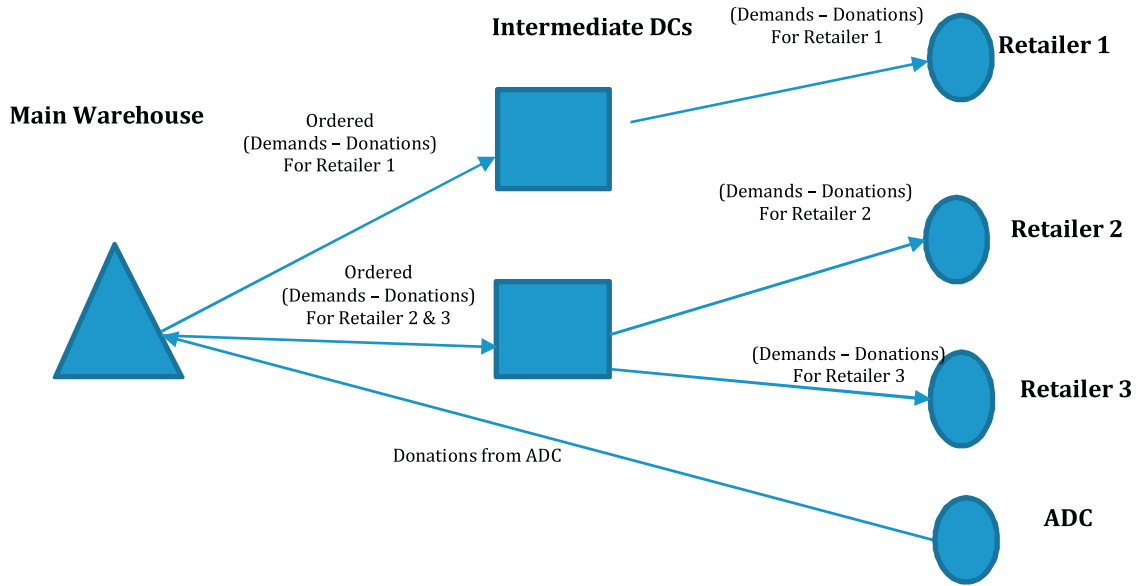 Intermediate DCs
(Demands – Donations)
For Retailer 1
Retailer 1
Main Warehouse
Ordered
(Demands – Donations)
For Retailer 1
(Demands – Donations)
For Retailer 2
Retailer 2
Ordered
(Demands – Donations)
For Retailer 2 & 3
(Demands – Donations)
For Retailer 3
Retailer 3
Donations from ADC
ADC